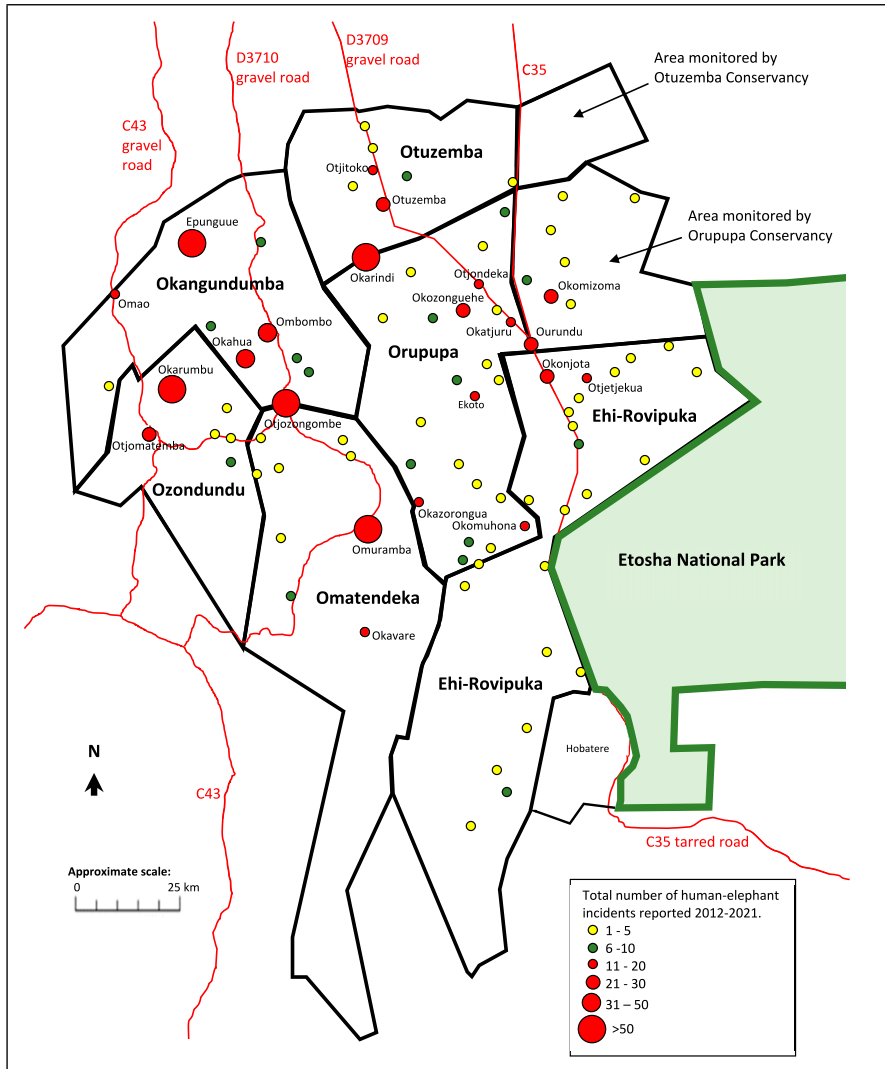 D3709
gravel road
D3710
gravel road
C35
Area monitored by
Otuzemba Conservancy
C43
gravel
road
Otuzemba
Otjitoko
Otuzemba
Epunguue
Area monitored by
Orupupa Conservancy
Okarindi
Otjondeka
Okangundumba
Okomizoma
Omao
Okozonguehe
Ombombo
Okatjuru
Ourundu
Okahua
Orupupa
Okarumbu
Okonjota
Otjetjekua
Ekoto
Ehi-Rovipuka
Otjozongombe
Otjomatemba
Ozondundu
Okazorongua
Okomuhona
Omuramba
Etosha National Park
Omatendeka
Okavare
Ehi-Rovipuka
N
Hobatere
C43
C35 tarred road
Approximate scale:
0 25 km
Total number of human-elephant
incidents reported 2012-2021.
1 - 5
6 -10
11 - 20
21 - 30
31 – 50
>50